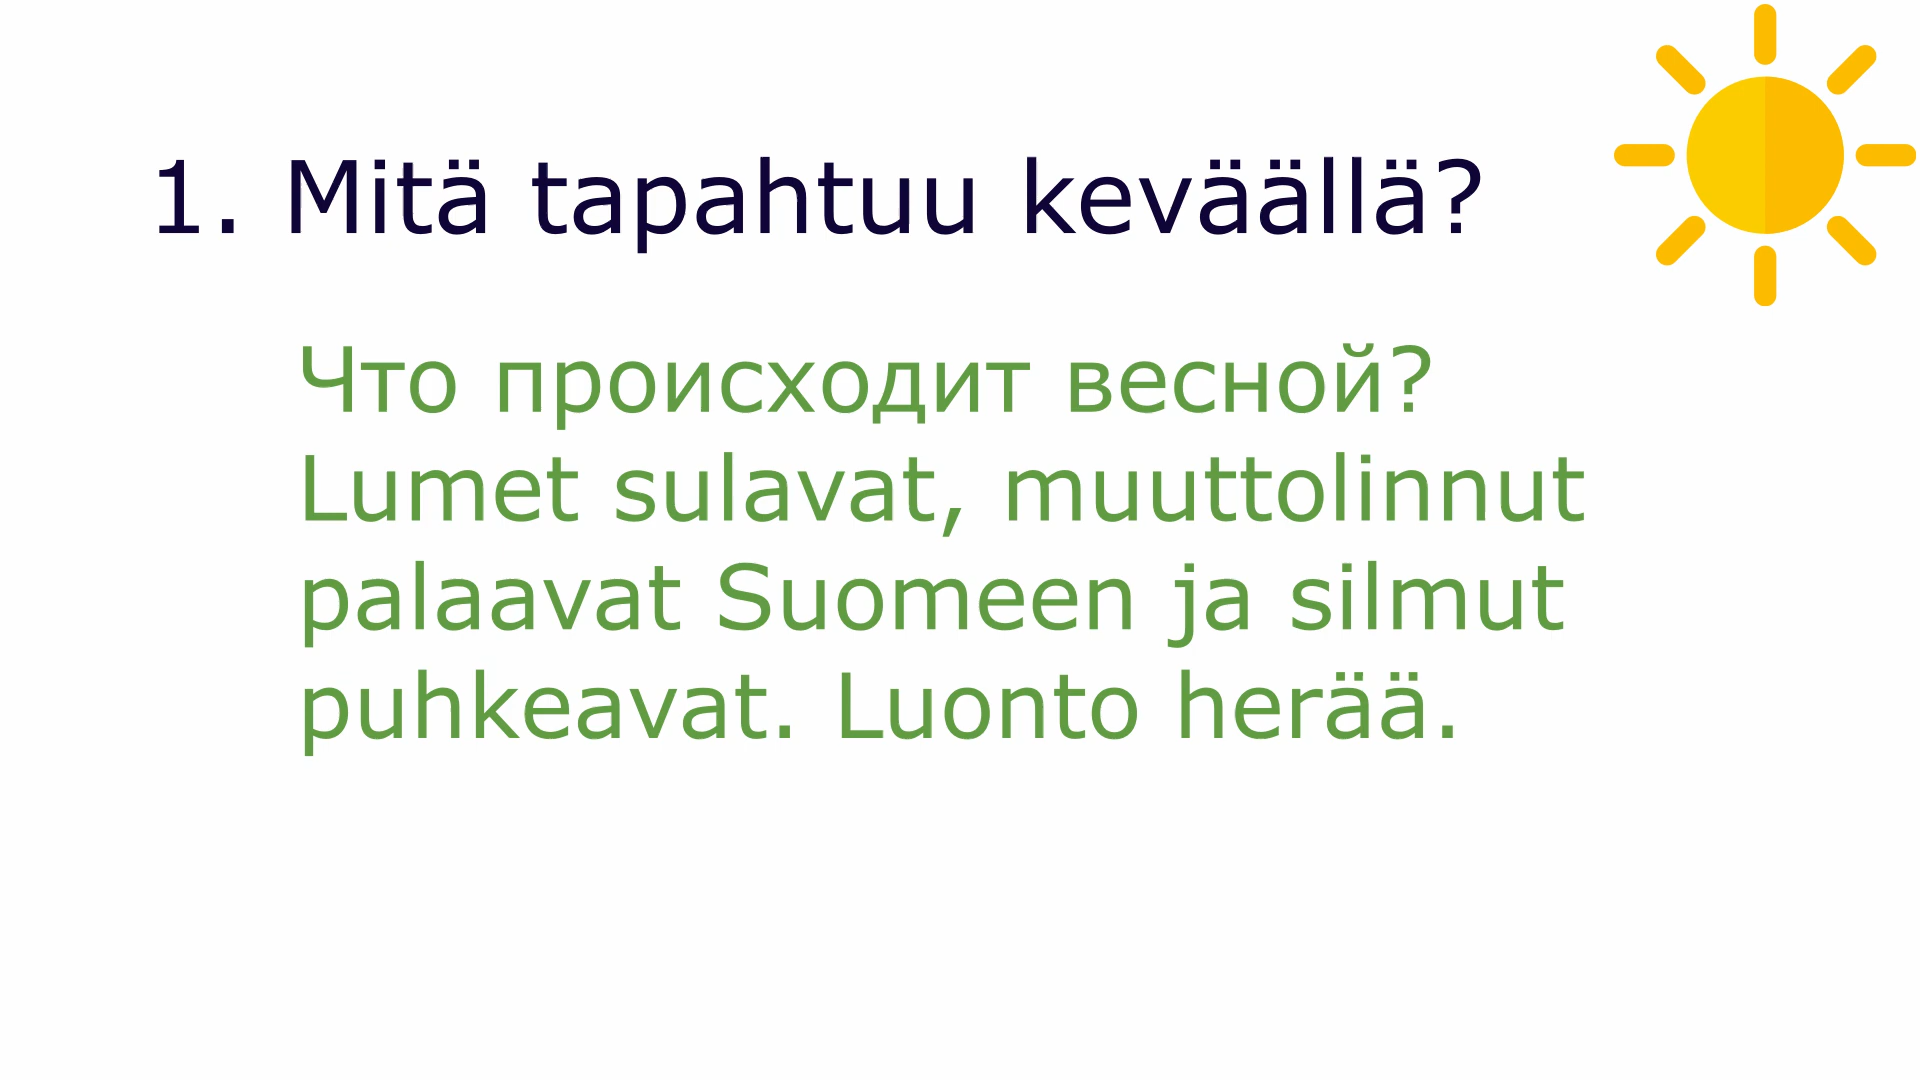 1. Mitä tapahtuu keväällä?
Что происходит весной?
Lumet sulavat, muuttolinnut
palaavat Suomeen ja silmut
puhkeavat. Luonto herää.